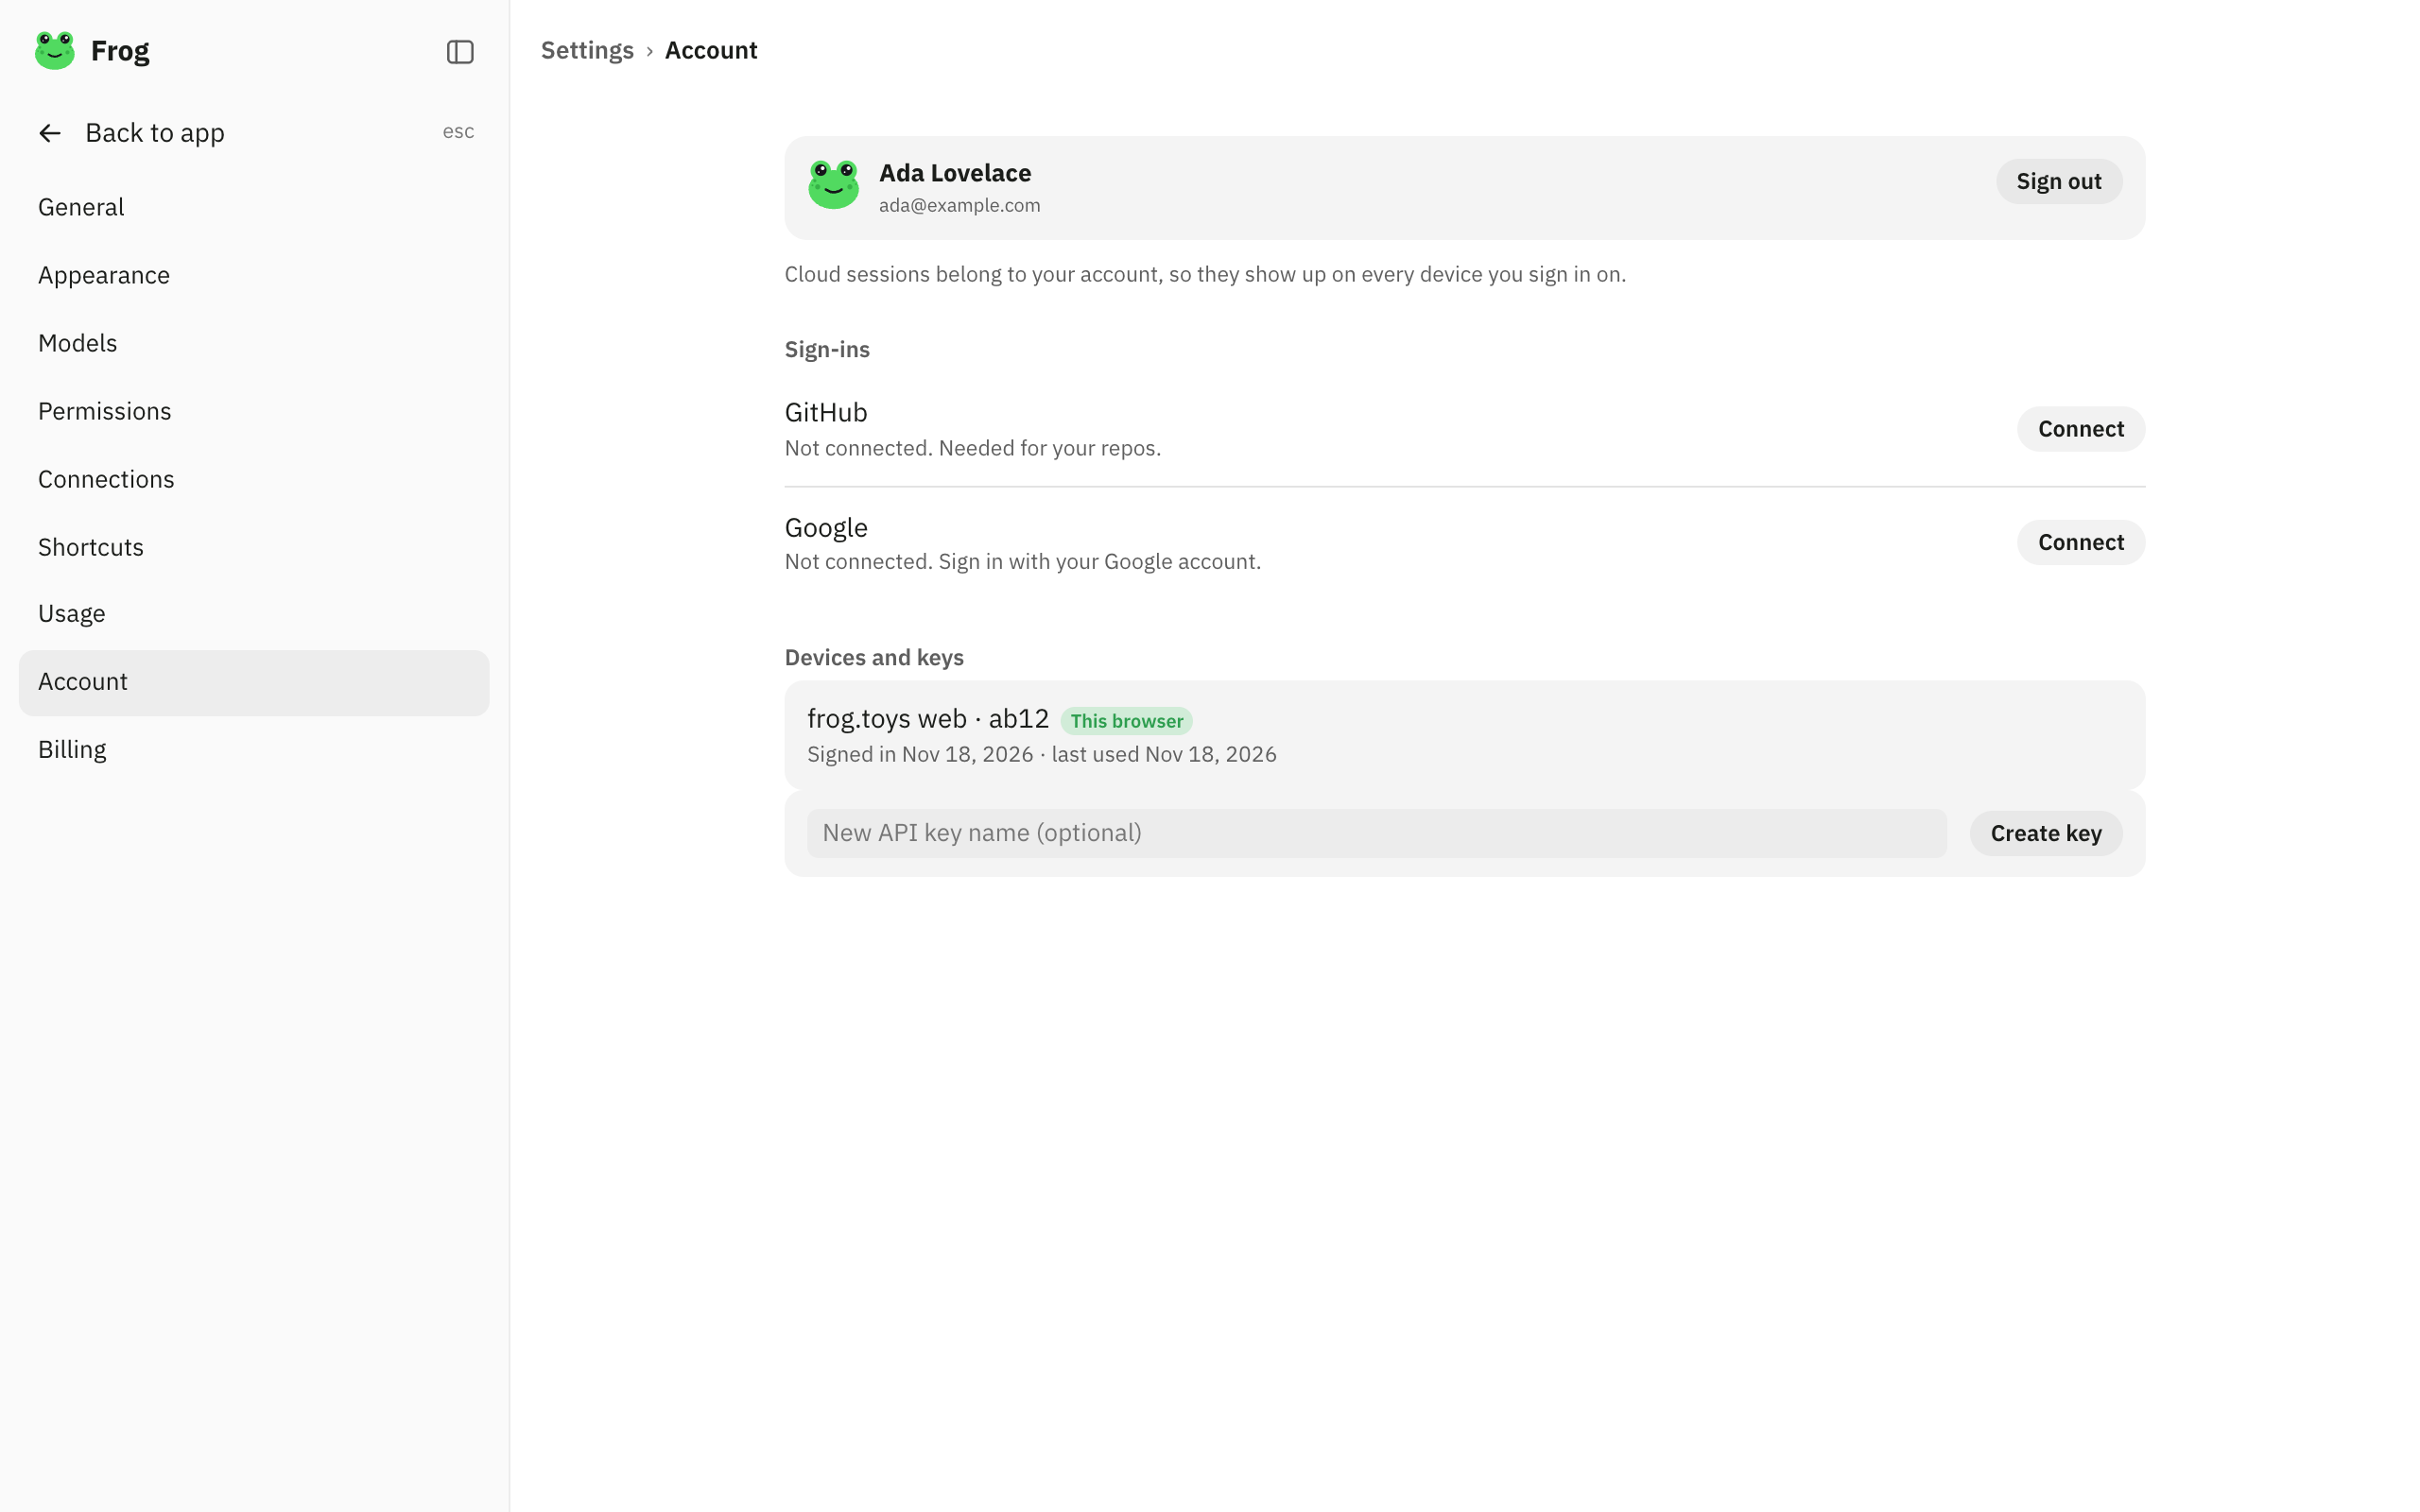 Frog
Back to app
esc
General
Appearance
Models
Permissions
Connections
Shortcuts
Usage
Account
Billing
Settings › Account
Ada Lovelace
ada@example.com
Sign out
Cloud sessions belong to your account, so they show up on every device you sign in on.
Sign-ins
GitHub
Not connected. Needed for your repos.
Connect
Google
Not connected. Sign in with your Google account.
Connect
Devices and keys
frog.toys web · ab12 This browser
Signed in Nov 18, 2026 · last used Nov 18, 2026
New API key name (optional)
Create key